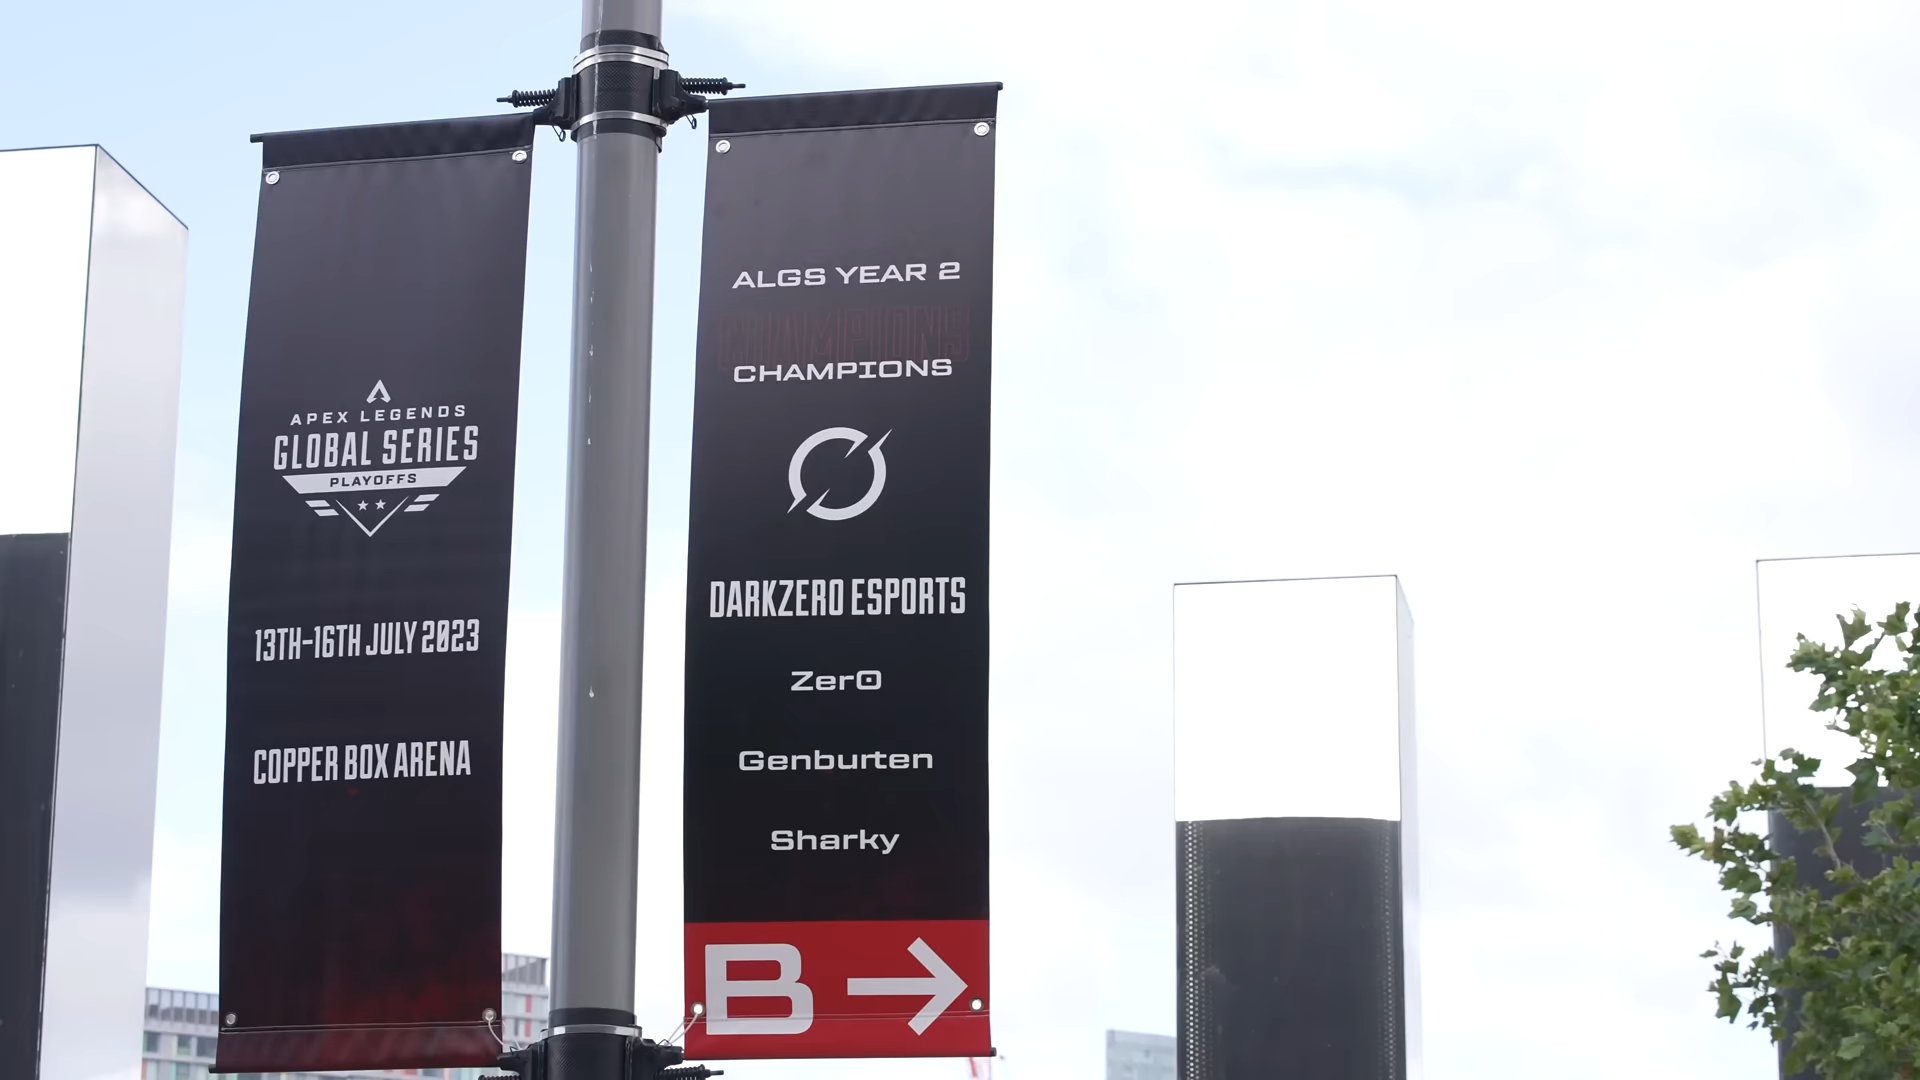 APEX LEGENDS
GLOBAL SERIES
PLAYOFFS
13TH-16TH JULY 2023
COPPER BOX ARENA
ALGS YEAR 2
CHAMPIONS
CHAMPIONS
DARKZERO ESPORTS
Zer0
Genburten
Sharky
B →